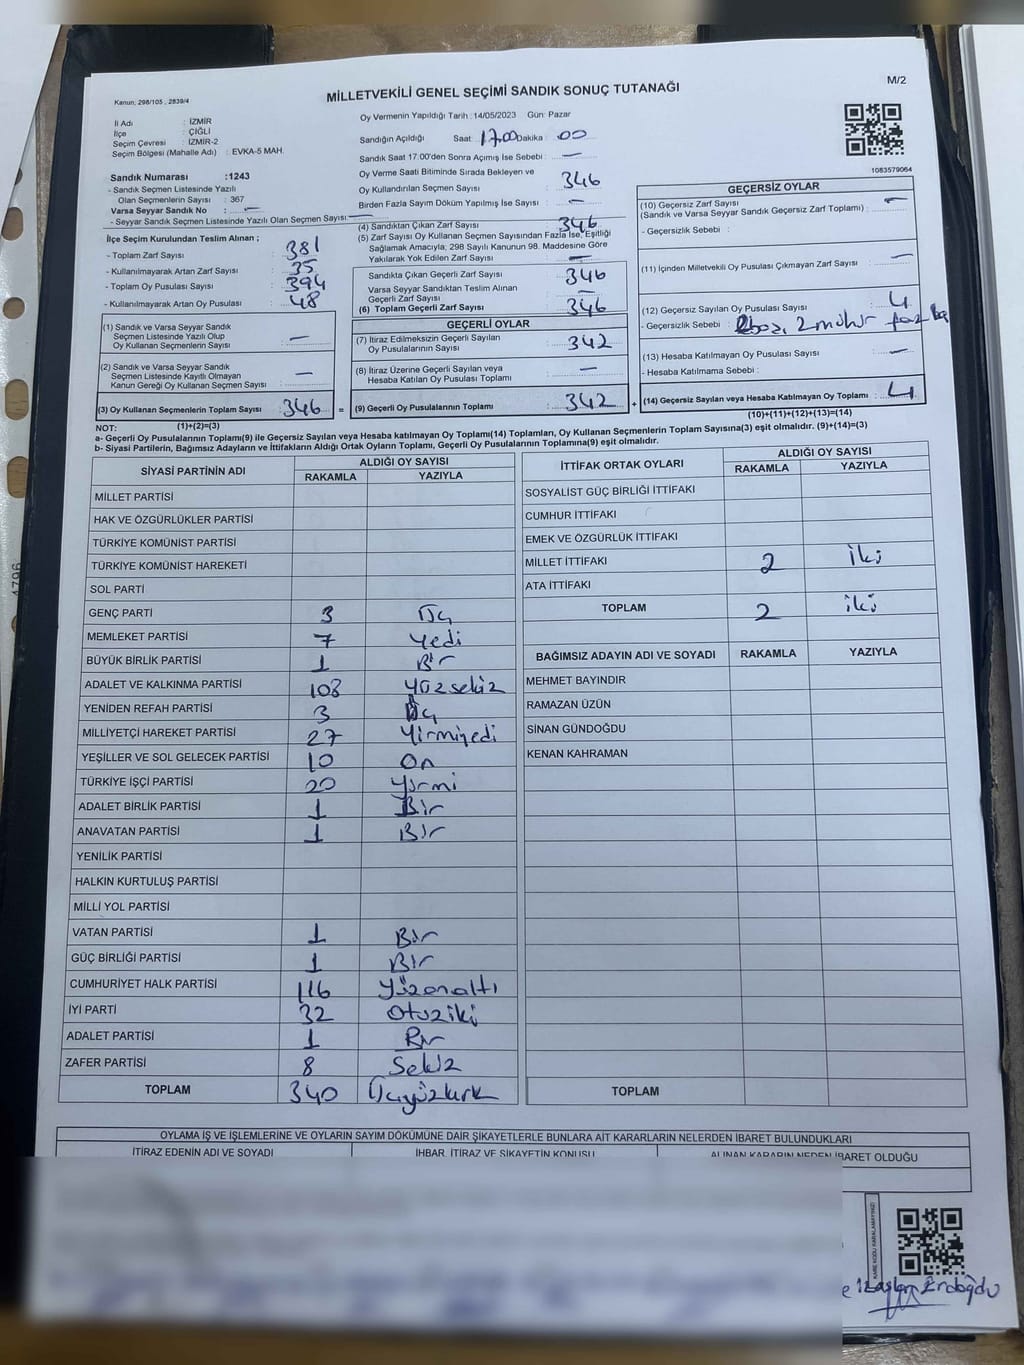 M/2
Kanun; 298/105 , 2839/4
MİLLETVEKİLİ GENEL SEÇİMİ SANDIK SONUÇ TUTANAĞI
İl Adı : İZMİR
İlçe : ÇİĞLİ
Seçim Çevresi : İZMİR-2
Seçim Bölgesi (Mahalle Adı) : EVKA-5 MAH.
Sandık Numarası :1243
- Sandık Seçmen Listesinde Yazılı
Olan Seçmenlerin Sayısı : 367
Varsa Seyyar Sandık No : —
- Seyyar Sandık Seçmen Listesinde Yazılı Olan Seçmen Sayısı: —
Oy Vermenin Yapıldığı Tarih :14/05/2023 Gün: Pazar
Sandığın Açıldığı Saat: 17.00 Dakika : 00
Sandık Saat 17:00'den Sonra Açımış İse Sebebi : —
Oy Verme Saati Bitiminde Sırada Bekleyen ve
Oy Kullandırılan Seçmen Sayısı : 346
Birden Fazla Sayım Döküm Yapılmış İse Sayısı : —
1083579064
İlçe Seçim Kurulundan Teslim Alınan ;
- Toplam Zarf Sayısı : 381
- Kullanılmayarak Artan Zarf Sayısı : 35
- Toplam Oy Pusulası Sayısı : 394
- Kullanılmayarak Artan Oy Pusulası : 48
(4) Sandıktan Çıkan Zarf Sayısı : 346
(5) Zarf Sayısı Oy Kullanan Seçmen Sayısından Fazla İse, Eşitliği
Sağlamak Amacıyla; 298 Sayılı Kanunun 98. Maddesine Göre
Yakılarak Yok Edilen Zarf Sayısı : —
Sandıkta Çıkan Geçerli Zarf Sayısı : 346
Varsa Seyyar Sandıktan Teslim Alınan
Geçerli Zarf Sayısı : —
(6) Toplam Geçerli Zarf Sayısı : 346
GEÇERSİZ OYLAR
(10) Geçersiz Zarf Sayısı : —
(Sandık ve Varsa Seyyar Sandık Geçersiz Zarf Toplamı)
- Geçersizlik Sebebi :
(11) İçinden Milletvekili Oy Pusulası Çıkmayan Zarf Sayısı : —
(12) Geçersiz Sayılan Oy Pusulası Sayısı : 4
- Geçersizlik Sebebi : 2 mühür fazla
(13) Hesaba Katılmayan Oy Pusulası Sayısı : —
- Hesaba Katılmama Sebebi :
(14) Geçersiz Sayılan veya Hesaba Katılmayan Oy Toplamı : 4
(10)+(11)+(12)+(13)=(14)
(1) Sandık ve Varsa Seyyar Sandık
Seçmen Listesinde Yazılı Olup
Oy Kullanan Seçmenlerin Sayısı : —
(2) Sandık ve Varsa Seyyar Sandık
Seçmen Listesinde Kayıtlı Olmayan
Kanun Gereği Oy Kullanan Seçmen Sayısı : —
(3) Oy Kullanan Seçmenlerin Toplam Sayısı : 346 =
(1)+(2)=(3)
GEÇERLİ OYLAR
(7) İtiraz Edilmeksizin Geçerli Sayılan
Oy Pusulalarının Sayısı : 342
(8) İtiraz Üzerine Geçerli Sayılan veya
Hesaba Katılan Oy Pusulası Toplamı : —
(9) Geçerli Oy Pusulalarının Toplamı : 342 +
NOT:
a- Geçerli Oy Pusulalarının Toplamı(9) ile Geçersiz Sayılan veya Hesaba katılmayan Oy Toplamı(14) Toplamları, Oy Kullanan Seçmenlerin Toplam Sayısına(3) eşit olmalıdır. (9)+(14)=(3)
b- Siyasi Partilerin, Bağımsız Adayların ve İttifakların Aldığı Ortak Oyların Toplamı, Geçerli Oy Pusulalarının Toplamına(9) eşit olmalıdır.
SİYASİ PARTİNİN ADI ALDIĞI OY SAYISI
RAKAMLA YAZIYLA
MİLLET PARTİSİ
HAK VE ÖZGÜRLÜKLER PARTİSİ
TÜRKİYE KOMÜNİST PARTİSİ
TÜRKİYE KOMÜNİST HAREKETİ
SOL PARTİ
GENÇ PARTİ 3 Üç
MEMLEKET PARTİSİ 7 Yedi
BÜYÜK BİRLİK PARTİSİ 1 Bir
ADALET VE KALKINMA PARTİSİ 108 Yüzsekiz
YENİDEN REFAH PARTİSİ 3 Üç
MİLLİYETÇİ HAREKET PARTİSİ 27 Yirmiyedi
YEŞİLLER VE SOL GELECEK PARTİSİ 10 On
TÜRKİYE İŞÇİ PARTİSİ 20 Yirmi
ADALET BİRLİK PARTİSİ 1 Bir
ANAVATAN PARTİSİ 1 Bir
YENİLİK PARTİSİ
HALKIN KURTULUŞ PARTİSİ
MİLLİ YOL PARTİSİ
VATAN PARTİSİ 1 Bir
GÜÇ BİRLİĞİ PARTİSİ 1 Bir
CUMHURİYET HALK PARTİSİ 116 Yüzonaltı
İYİ PARTİ 32 Otuziki
ADALET PARTİSİ 1 Bir
ZAFER PARTİSİ 8 Sekiz
TOPLAM 340 Üçyüzkırk
İTTİFAK ORTAK OYLARI ALDIĞI OY SAYISI
RAKAMLA YAZIYLA
SOSYALİST GÜÇ BİRLİĞİ İTTİFAKI
CUMHUR İTTİFAKI
EMEK VE ÖZGÜRLÜK İTTİFAKI
MİLLET İTTİFAKI 2 iki
ATA İTTİFAKI
TOPLAM 2 iki
BAĞIMSIZ ADAYIN ADI VE SOYADI RAKAMLA YAZIYLA
MEHMET BAYINDIR
RAMAZAN ÜZÜN
SİNAN GÜNDOĞDU
KENAN KAHRAMAN
TOPLAM
OYLAMA İŞ VE İŞLEMLERİNE VE OYLARIN SAYIM DÖKÜMÜNE DAİR ŞİKAYETLERLE BUNLARA AİT KARARLARIN NELERDEN İBARET BULUNDUKLARI
İTİRAZ EDENİN ADI VE SOYADI İHBAR, İTİRAZ VE ŞİKAYETİN KONUSU ALINAN KARARIN NEDEN İBARET OLDUĞU
KARE KODU KARALAMAYINIZ!
Erdoğdu
4796